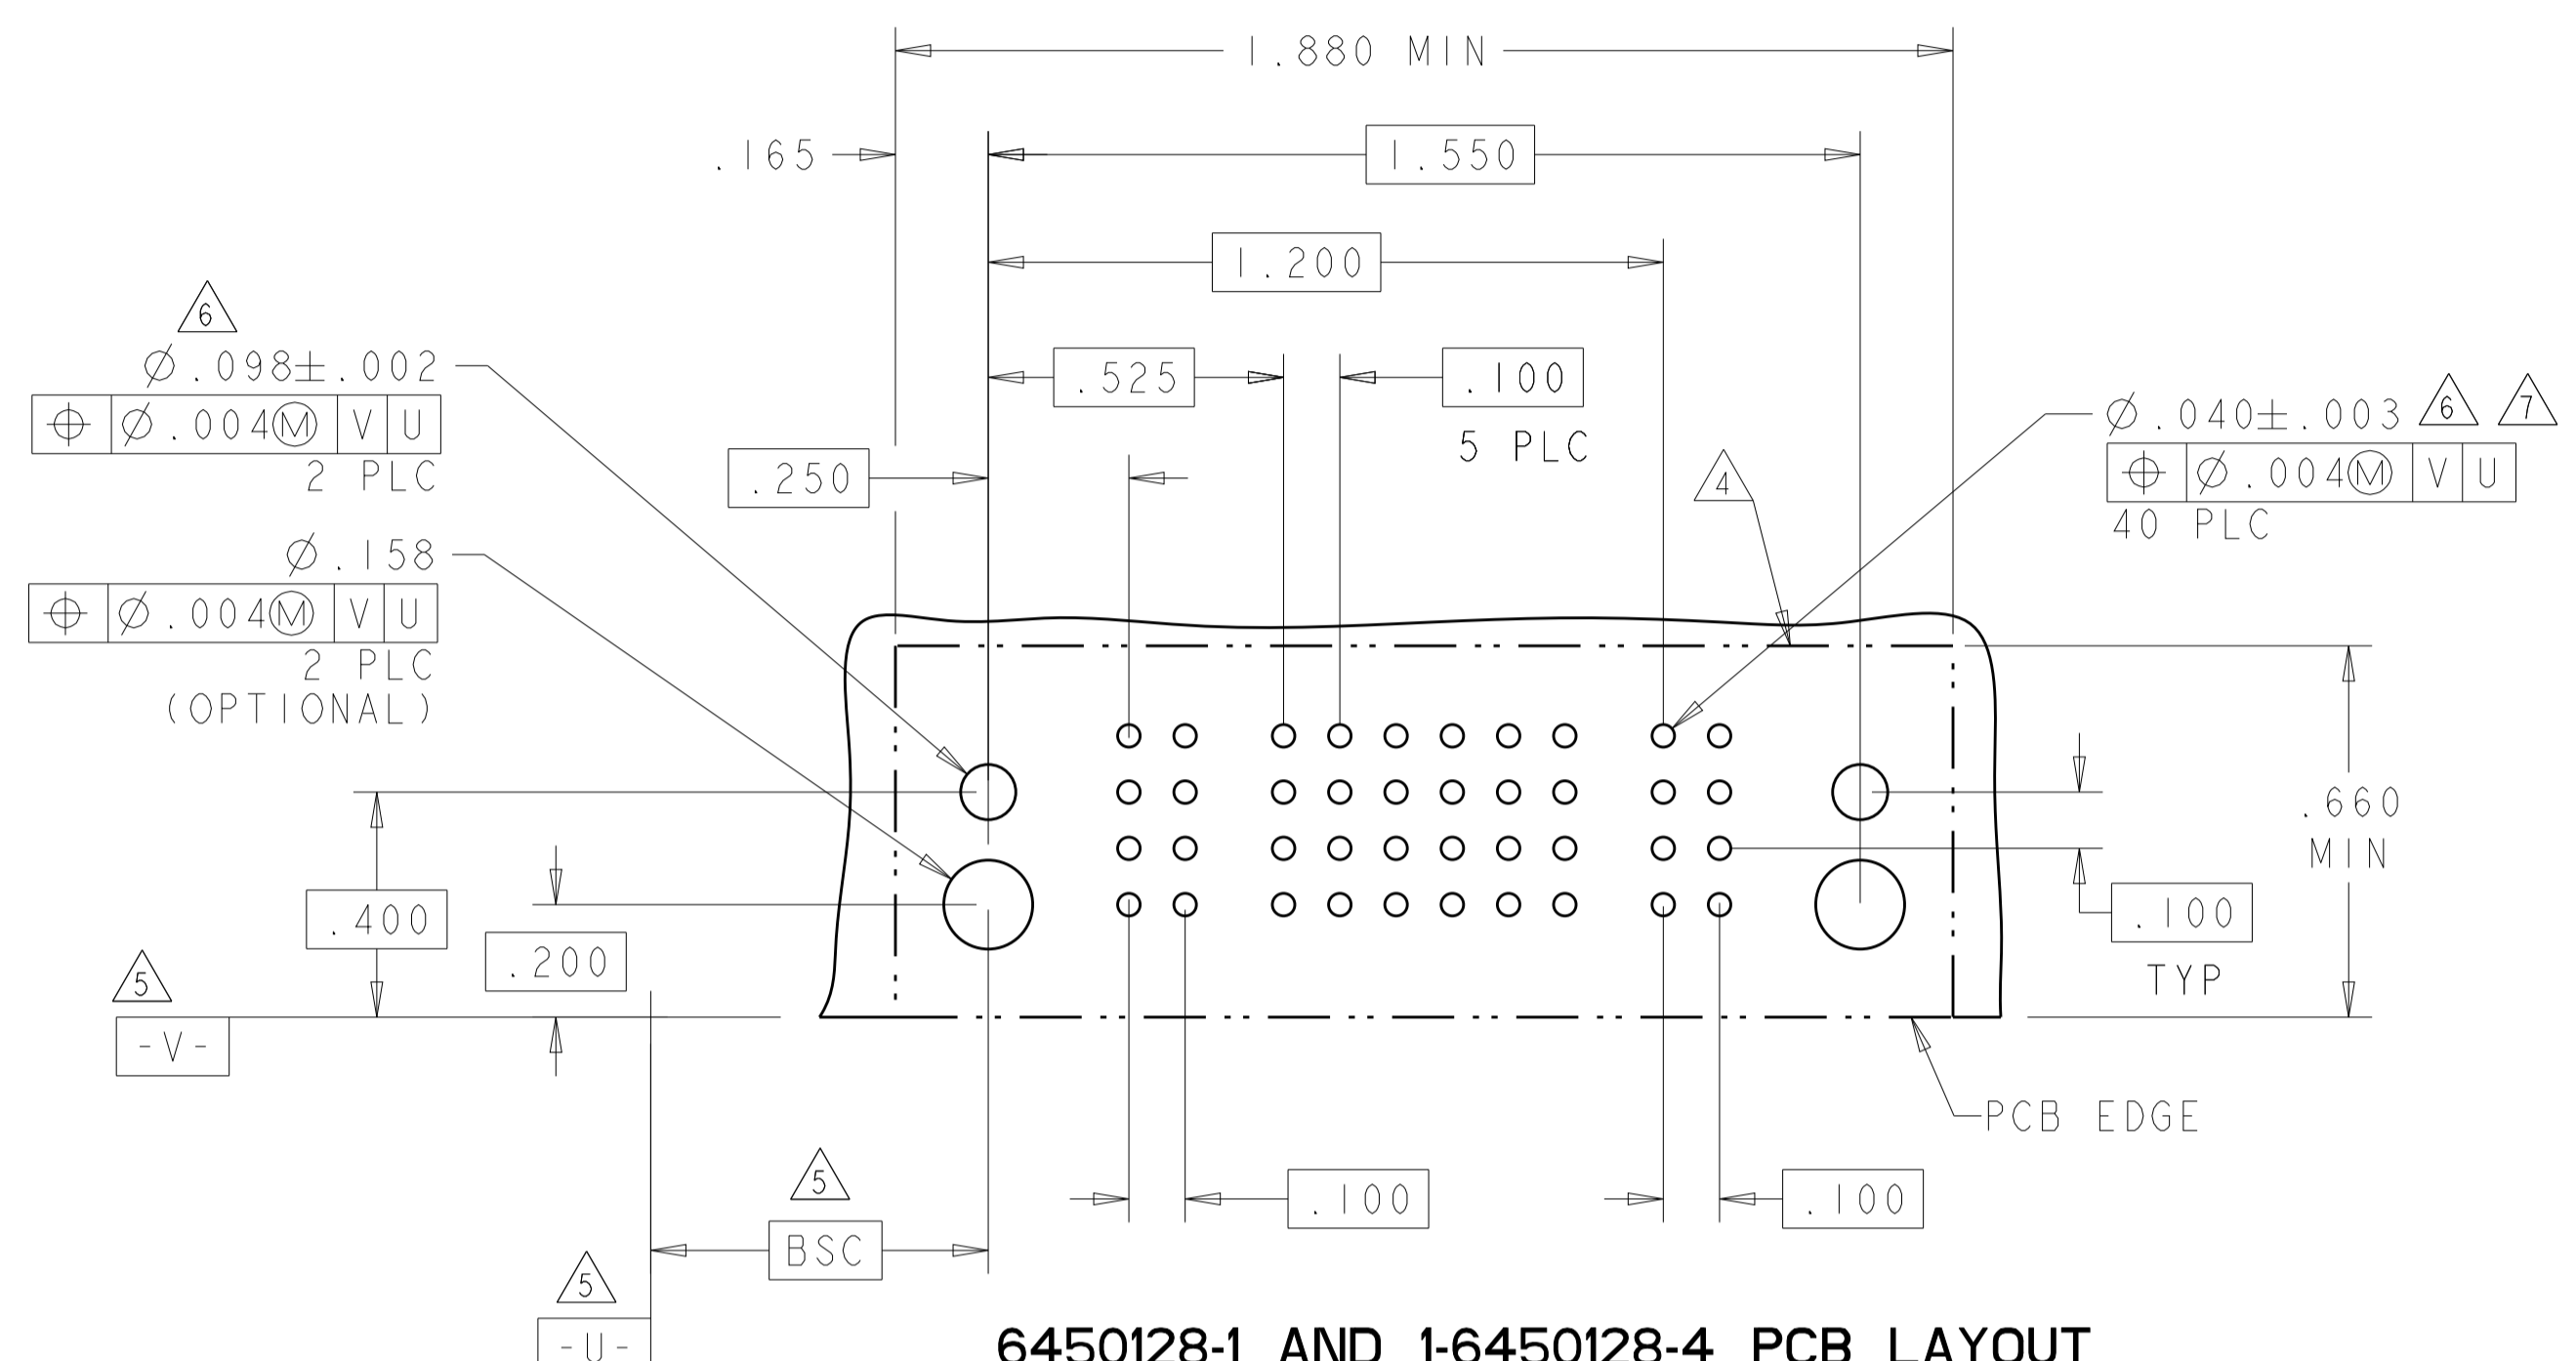 1.880 MIN
.165
1.550
1.200
6
⌀.098±.002
⌖ ⌀.004Ⓜ V U
2 PLC
.525
.100
5 PLC
⌀.040±.003 6 7
⌖ ⌀.004Ⓜ V U
40 PLC
.250
4
⌀.158
⌖ ⌀.004Ⓜ V U
2 PLC
(OPTIONAL)
.660
MIN
.400
.200
.100
TYP
5
-V-
PCB EDGE
5
BSC
.100
.100
5
-U-
6450128-1 AND 1-6450128-4 PCB LAYOUT